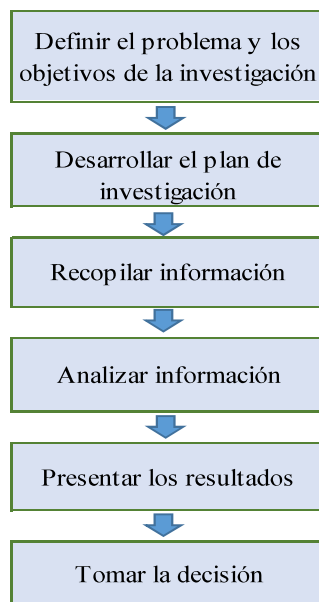 Definir el problema y los
objetivos de la investigación
Desarrollar el plan de
investigación
Recopilar información
Analizar información
Presentar los resultados
Tomar la decisión